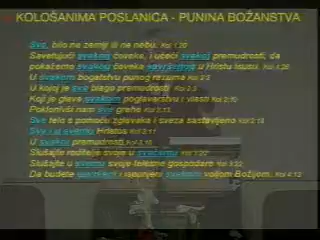 KOLOŠANIMA POSLANICA - PUNINA BOŽANSTVA
Sve, bilo na zemlji ili na nebu. Kol 1:20
Savetujući svakog čoveka, i učeći svakoj premudrosti, da
pokažemo svakog čoveka savršenog u Hristu Isusu. Kol 1:28
U svakom bogatstvu punog razuma Kol 2:2
U kojoj je sve blago premudrosti Kol 2:3
Koji je glava svakom poglavarstvu i vlasti Kol 2:10
Poklonivši nam sve grehe Kol 2:13
Sve telo s pomoću zglavaka i sveza sastavljeno Kol 2:19
Sve i u svemu Hristos Kol 3:11
U svakoj premudrosti Kol 3:16
Slušajte roditelje svoje u svačemu Kol 3:20
Slušajte u svemu svoje telesne gospodare Kol 3:22
Da budete savršeni i ispunjeni svakom voljom Božijom. Kol 4:12